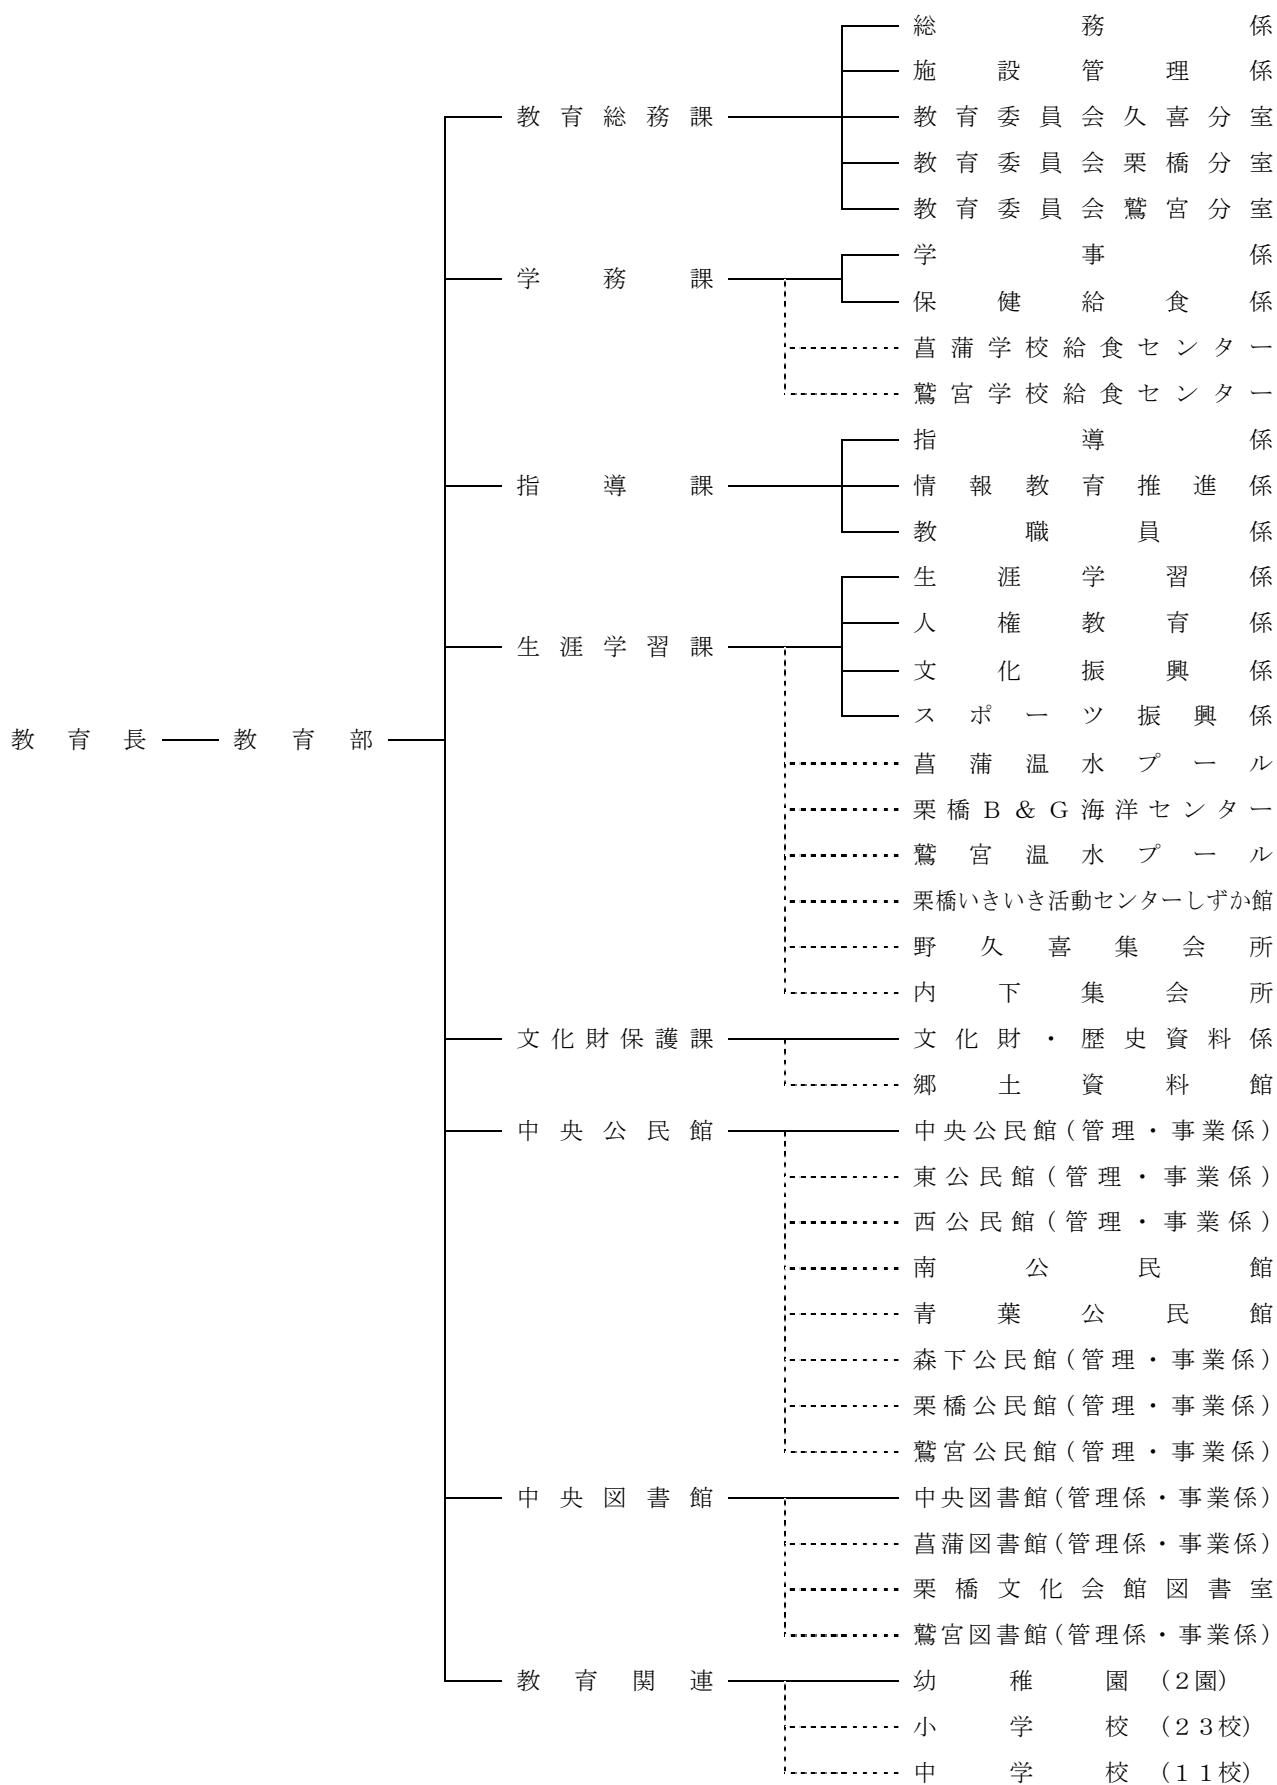 総務係
施設管理係
教育総務課 教育委員会久喜分室
教育委員会栗橋分室
教育委員会鷲宮分室
学事係
学務課
保健給食係
菖蒲学校給食センター
鷲宮学校給食センター
指導係
指導課 情報教育推進係
教職員係
生涯学習係
人権教育係
生涯学習課
文化振興係
スポーツ振興係
教育長 教育部
菖蒲温水プール
栗橋B&G海洋センター
鷲宮温水プール
栗橋いきいき活動センターしずか館
野久喜集会所
内下集会所
文化財保護課 文化財・歴史資料係
郷土資料館
中央公民館 中央公民館(管理・事業係)
東公民館(管理・事業係)
西公民館(管理・事業係)
南公民館
青葉公民館
森下公民館(管理・事業係)
栗橋公民館(管理・事業係)
鷲宮公民館(管理・事業係)
中央図書館 中央図書館(管理係・事業係)
菖蒲図書館(管理係・事業係)
栗橋文化会館図書室
鷲宮図書館(管理係・事業係)
教育関連 幼稚園(2園)
小学校(23校)
中学校(11校)